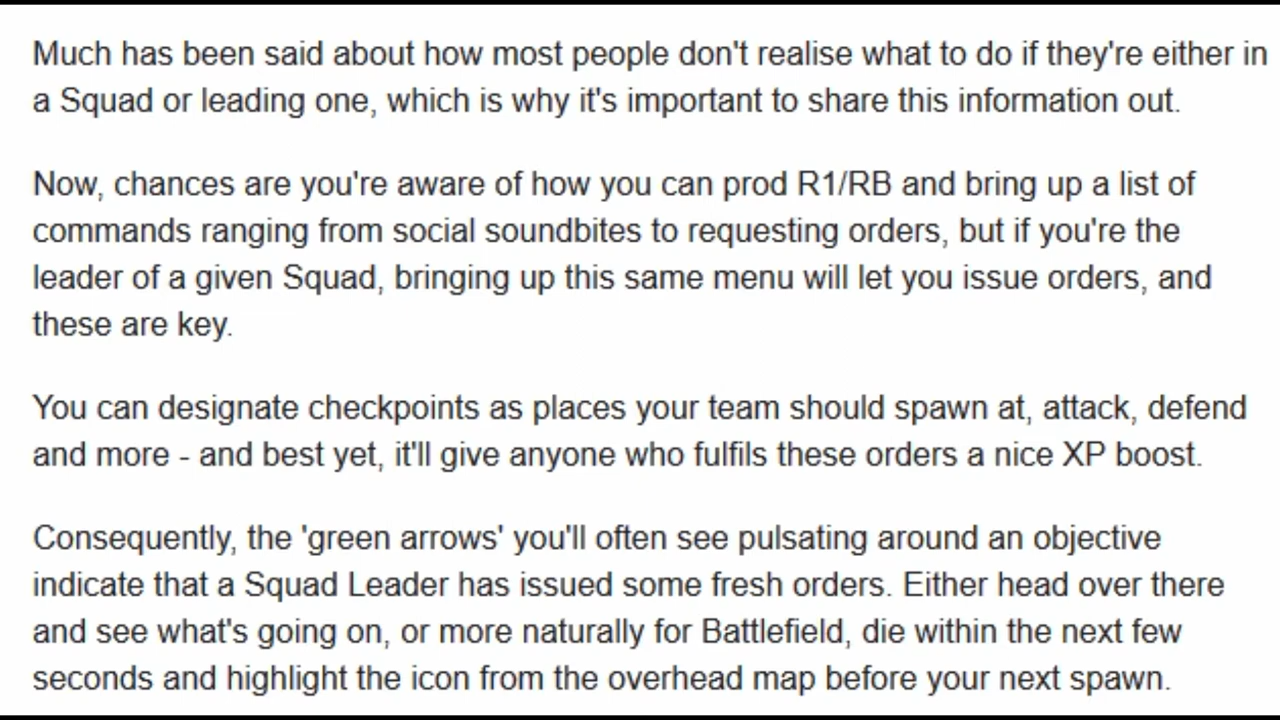 Much has been said about how most people don't realise what to do if they're either in
a Squad or leading one, which is why it's important to share this information out.
Now, chances are you're aware of how you can prod R1/RB and bring up a list of
commands ranging from social soundbites to requesting orders, but if you're the
leader of a given Squad, bringing up this same menu will let you issue orders, and
these are key.
You can designate checkpoints as places your team should spawn at, attack, defend
and more - and best yet, it'll give anyone who fulfils these orders a nice XP boost.
Consequently, the 'green arrows' you'll often see pulsating around an objective
indicate that a Squad Leader has issued some fresh orders. Either head over there
and see what's going on, or more naturally for Battlefield, die within the next few
seconds and highlight the icon from the overhead map before your next spawn.